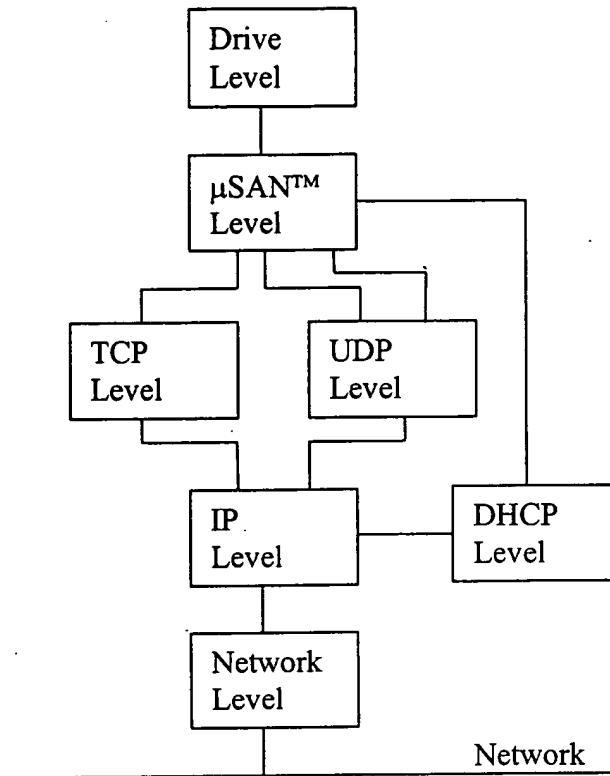 Drive
Level
µSAN™
Level
TCP
Level
UDP
Level
IP
Level
DHCP
Level
Network
Level
Network